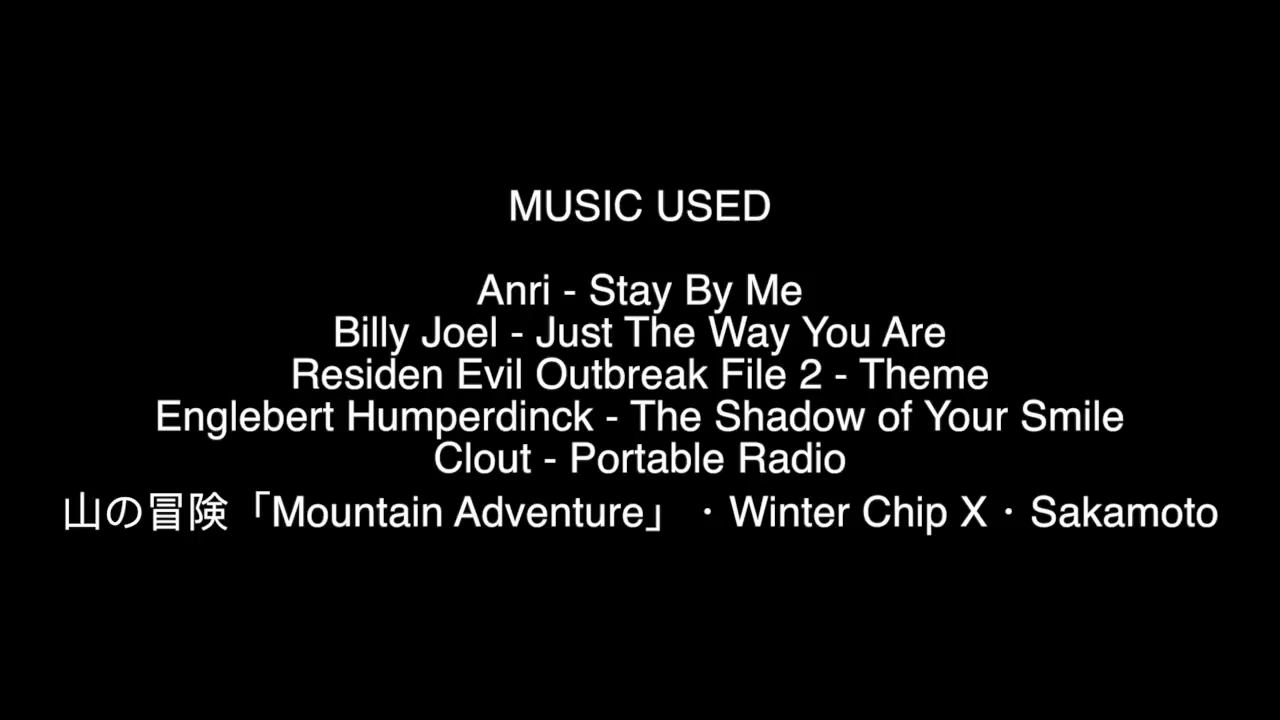 MUSIC USED
Anri - Stay By Me
Billy Joel - Just The Way You Are
Residen Evil Outbreak File 2 - Theme
Englebert Humperdinck - The Shadow of Your Smile
Clout - Portable Radio
山の冒険「Mountain Adventure」 · Winter Chip X · Sakamoto